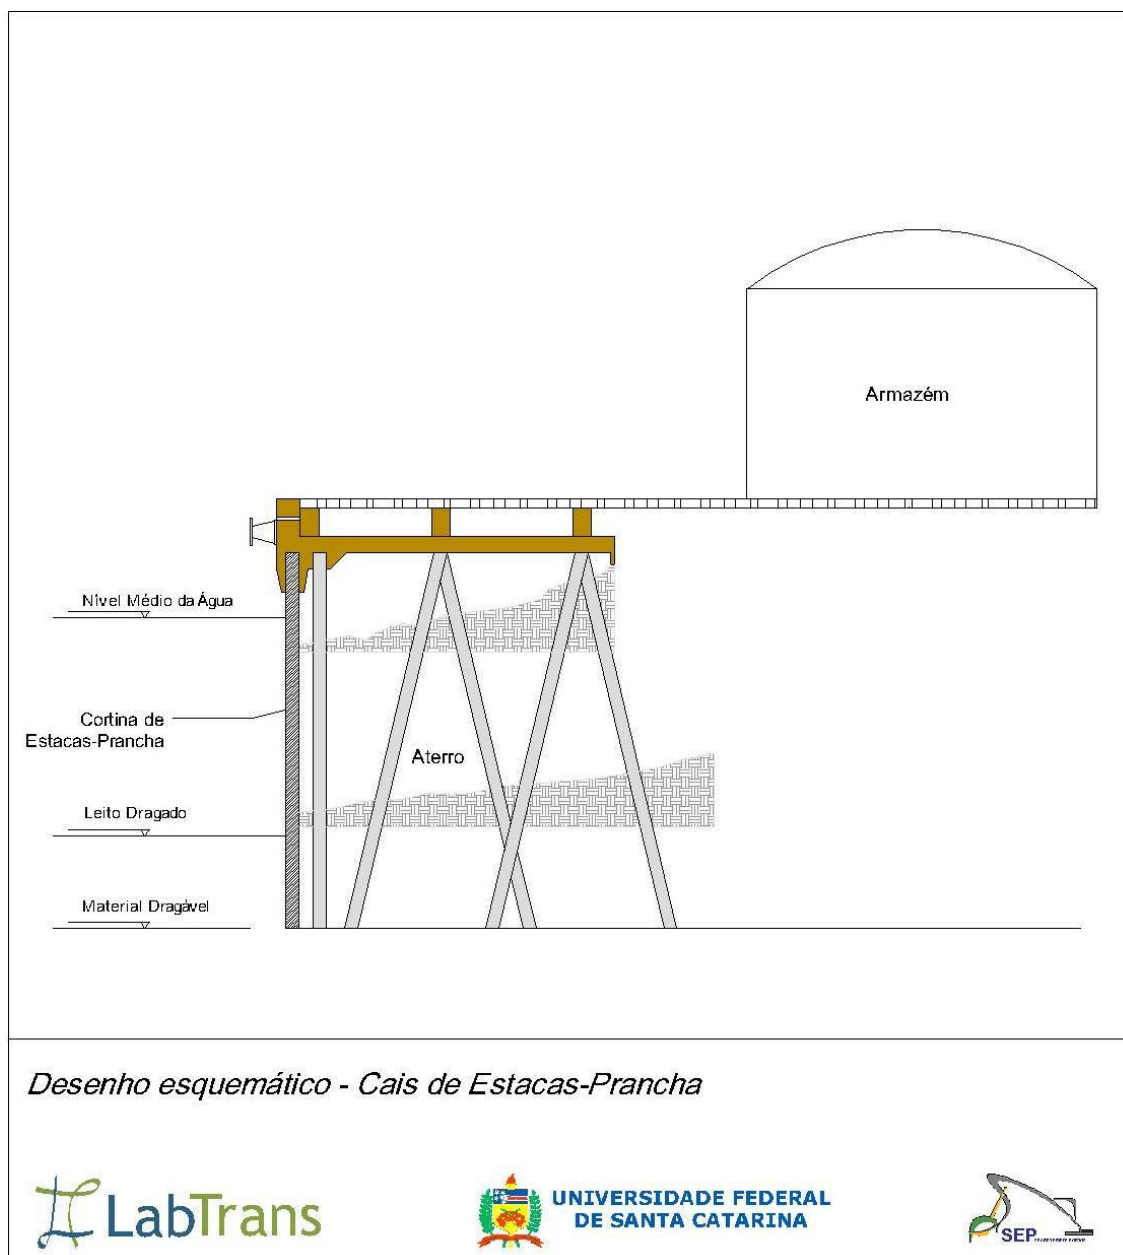 Armazém
Nível Médio da Água
Cortina de
Estacas-Prancha
Aterro
Leito Dragado
Material Dragável
Desenho esquemático - Cais de Estacas-Prancha
LabTrans
UNIVERSIDADE FEDERAL
DE SANTA CATARINA
SEP